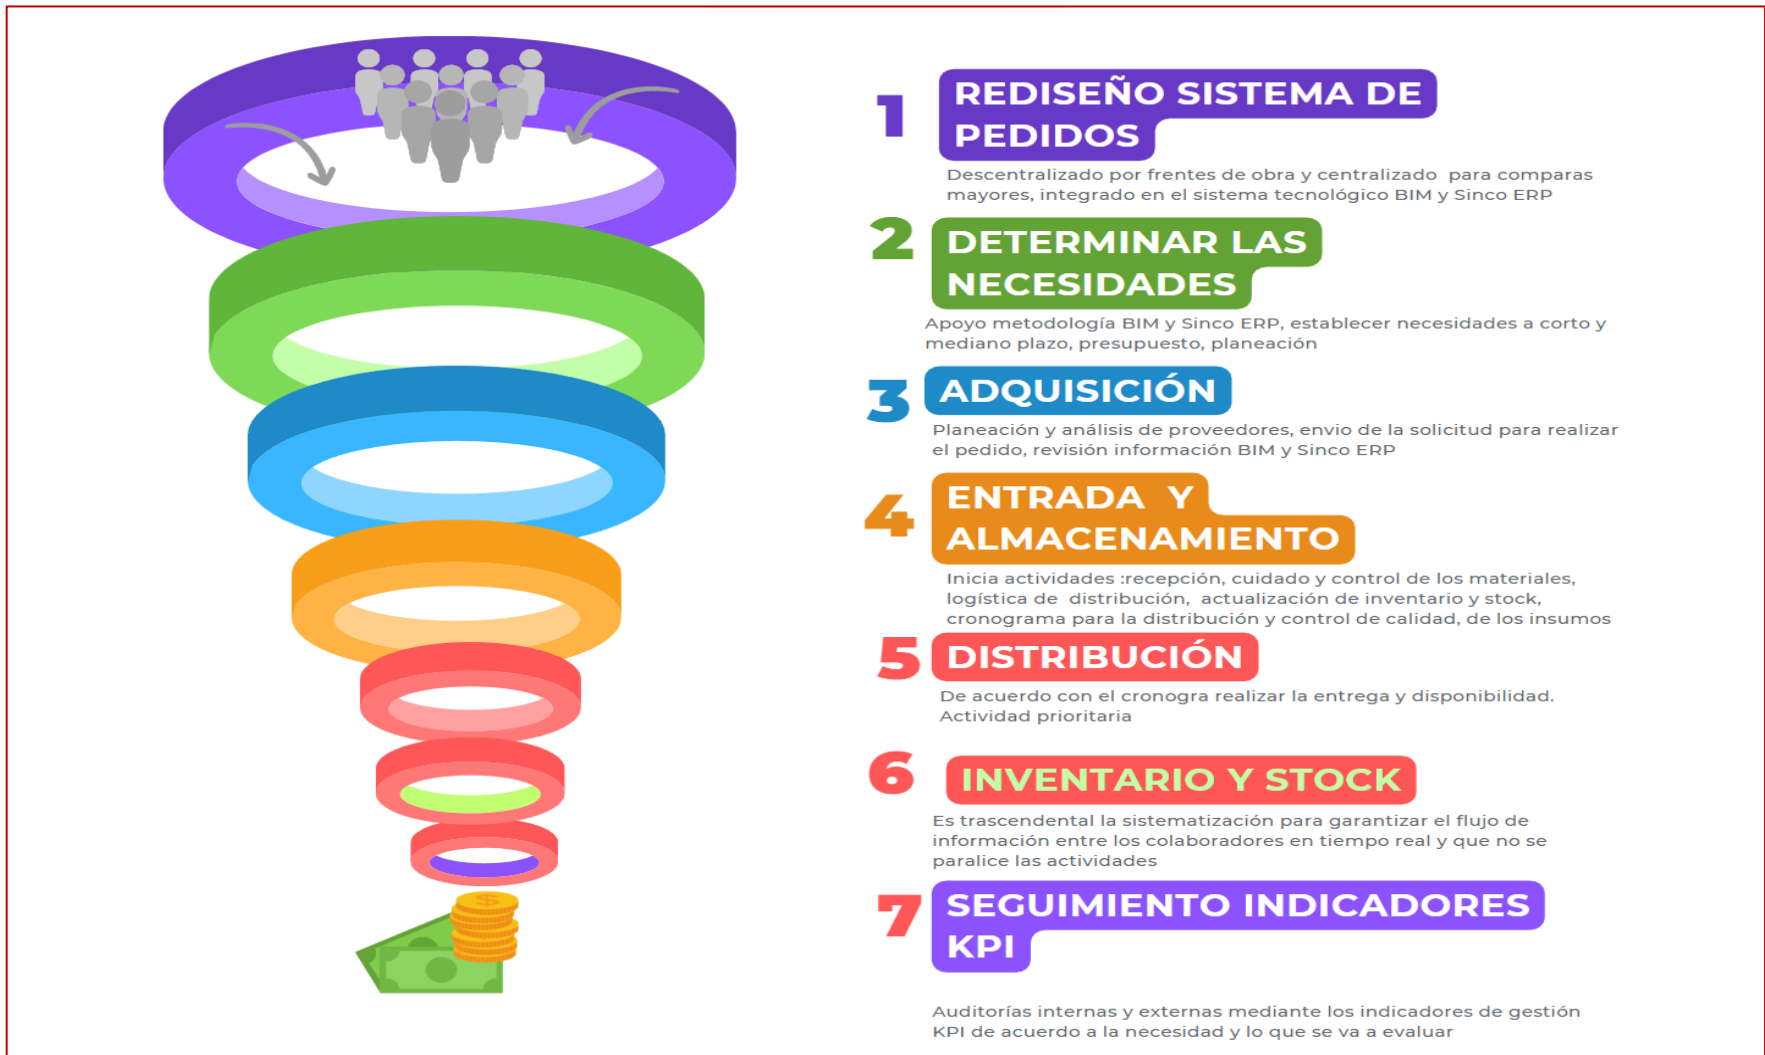 1
REDISEÑO SISTEMA DE
PEDIDOS
Descentralizado por frentes de obra y centralizado para comparas
mayores, integrado en el sistema tecnológico BIM y Sinco ERP
2
DETERMINAR LAS
NECESIDADES
Apoyo metodología BIM y Sinco ERP, establecer necesidades a corto y
mediano plazo, presupuesto, planeación
3
ADQUISICIÓN
Planeación y análisis de proveedores, envio de la solicitud para realizar
el pedido, revisión información BIM y Sinco ERP
4
ENTRADA Y
ALMACENAMIENTO
Inicia actividades :recepción, cuidado y control de los materiales,
logística de distribución, actualización de inventario y stock,
cronograma para la distribución y control de calidad, de los insumos
5
DISTRIBUCIÓN
De acuerdo con el cronogra realizar la entrega y disponibilidad.
Actividad prioritaria
6
INVENTARIO Y STOCK
Es trascendental la sistematización para garantizar el flujo de
información entre los colaboradores en tiempo real y que no se
paralice las actividades
7
SEGUIMIENTO INDICADORES
KPI
Auditorías internas y externas mediante los indicadores de gestión
KPI de acuerdo a la necesidad y lo que se va a evaluar
$